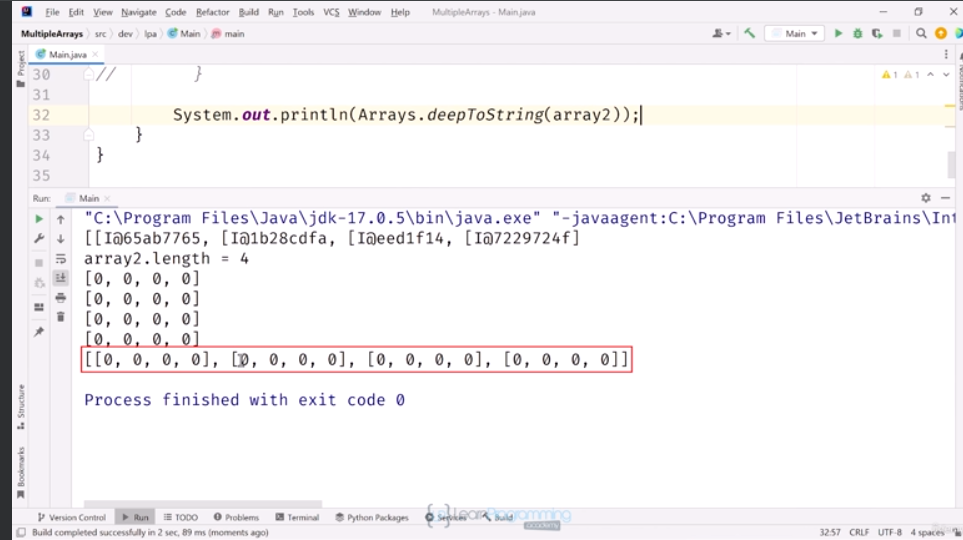 File Edit View Navigate Code Refactor Build Run Tools VCS Window Help MultipleArrays - Main.java
MultipleArrays src dev lpa Main main Main
Project Main.java
30 // }
1 1
31
32 System.out.println(Arrays.deepToString(array2));
33 }
34 }
35
Run: Main
"C:\Program Files\Java\jdk-17.0.5\bin\java.exe" "-javaagent:C:\Program Files\JetBrains\Int
[[I@65ab7765, [I@1b28cdfa, [I@eed1f14, [I@7229724f]
array2.length = 4
[0, 0, 0, 0]
[0, 0, 0, 0]
[0, 0, 0, 0]
[0, 0, 0, 0]
[[0, 0, 0, 0], [0, 0, 0, 0], [0, 0, 0, 0], [0, 0, 0, 0]]
Process finished with exit code 0
Structure
Bookmarks
Version Control Run TODO Problems Terminal Python Packages Services Build
LearnProgramming
academy
Build completed successfully in 2 sec, 89 ms (moments ago) 32:57 CRLF UTF-8 4 spaces